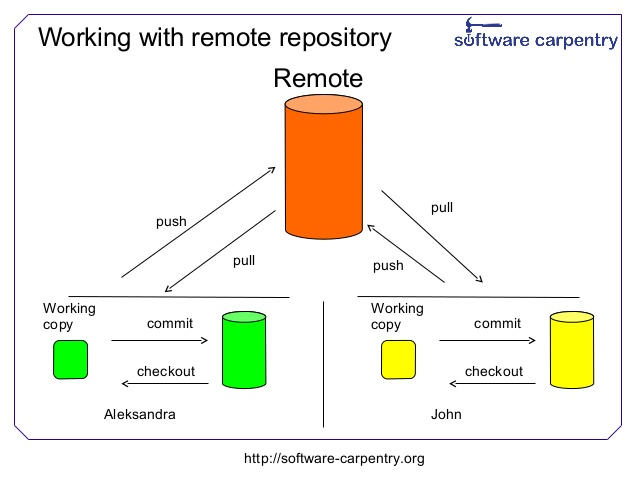 Working with remote repository
software carpentry
Remote
push
pull
pull
push
Working
copy
commit
checkout
Aleksandra
Working
copy
commit
checkout
John
http://software-carpentry.org